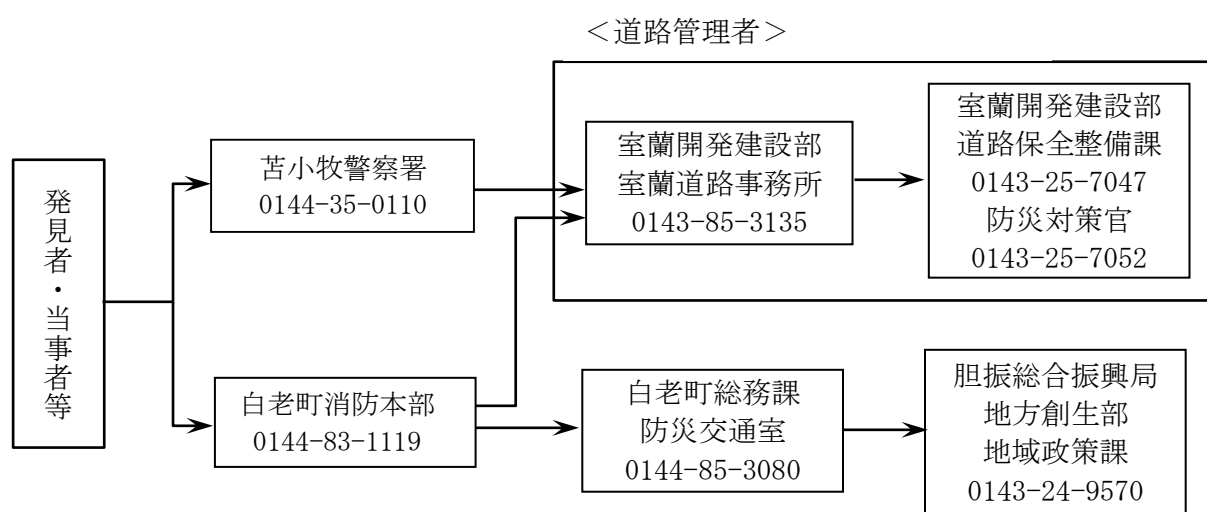 ＜道路管理者＞
発見者・当事者等
苫小牧警察署
0144-35-0110
室蘭開発建設部
室蘭道路事務所
0143-85-3135
室蘭開発建設部
道路保全整備課
0143-25-7047
防災対策官
0143-25-7052
白老町消防本部
0144-83-1119
白老町総務課
防災交通室
0144-85-3080
胆振総合振興局
地方創生部
地域政策課
0143-24-9570